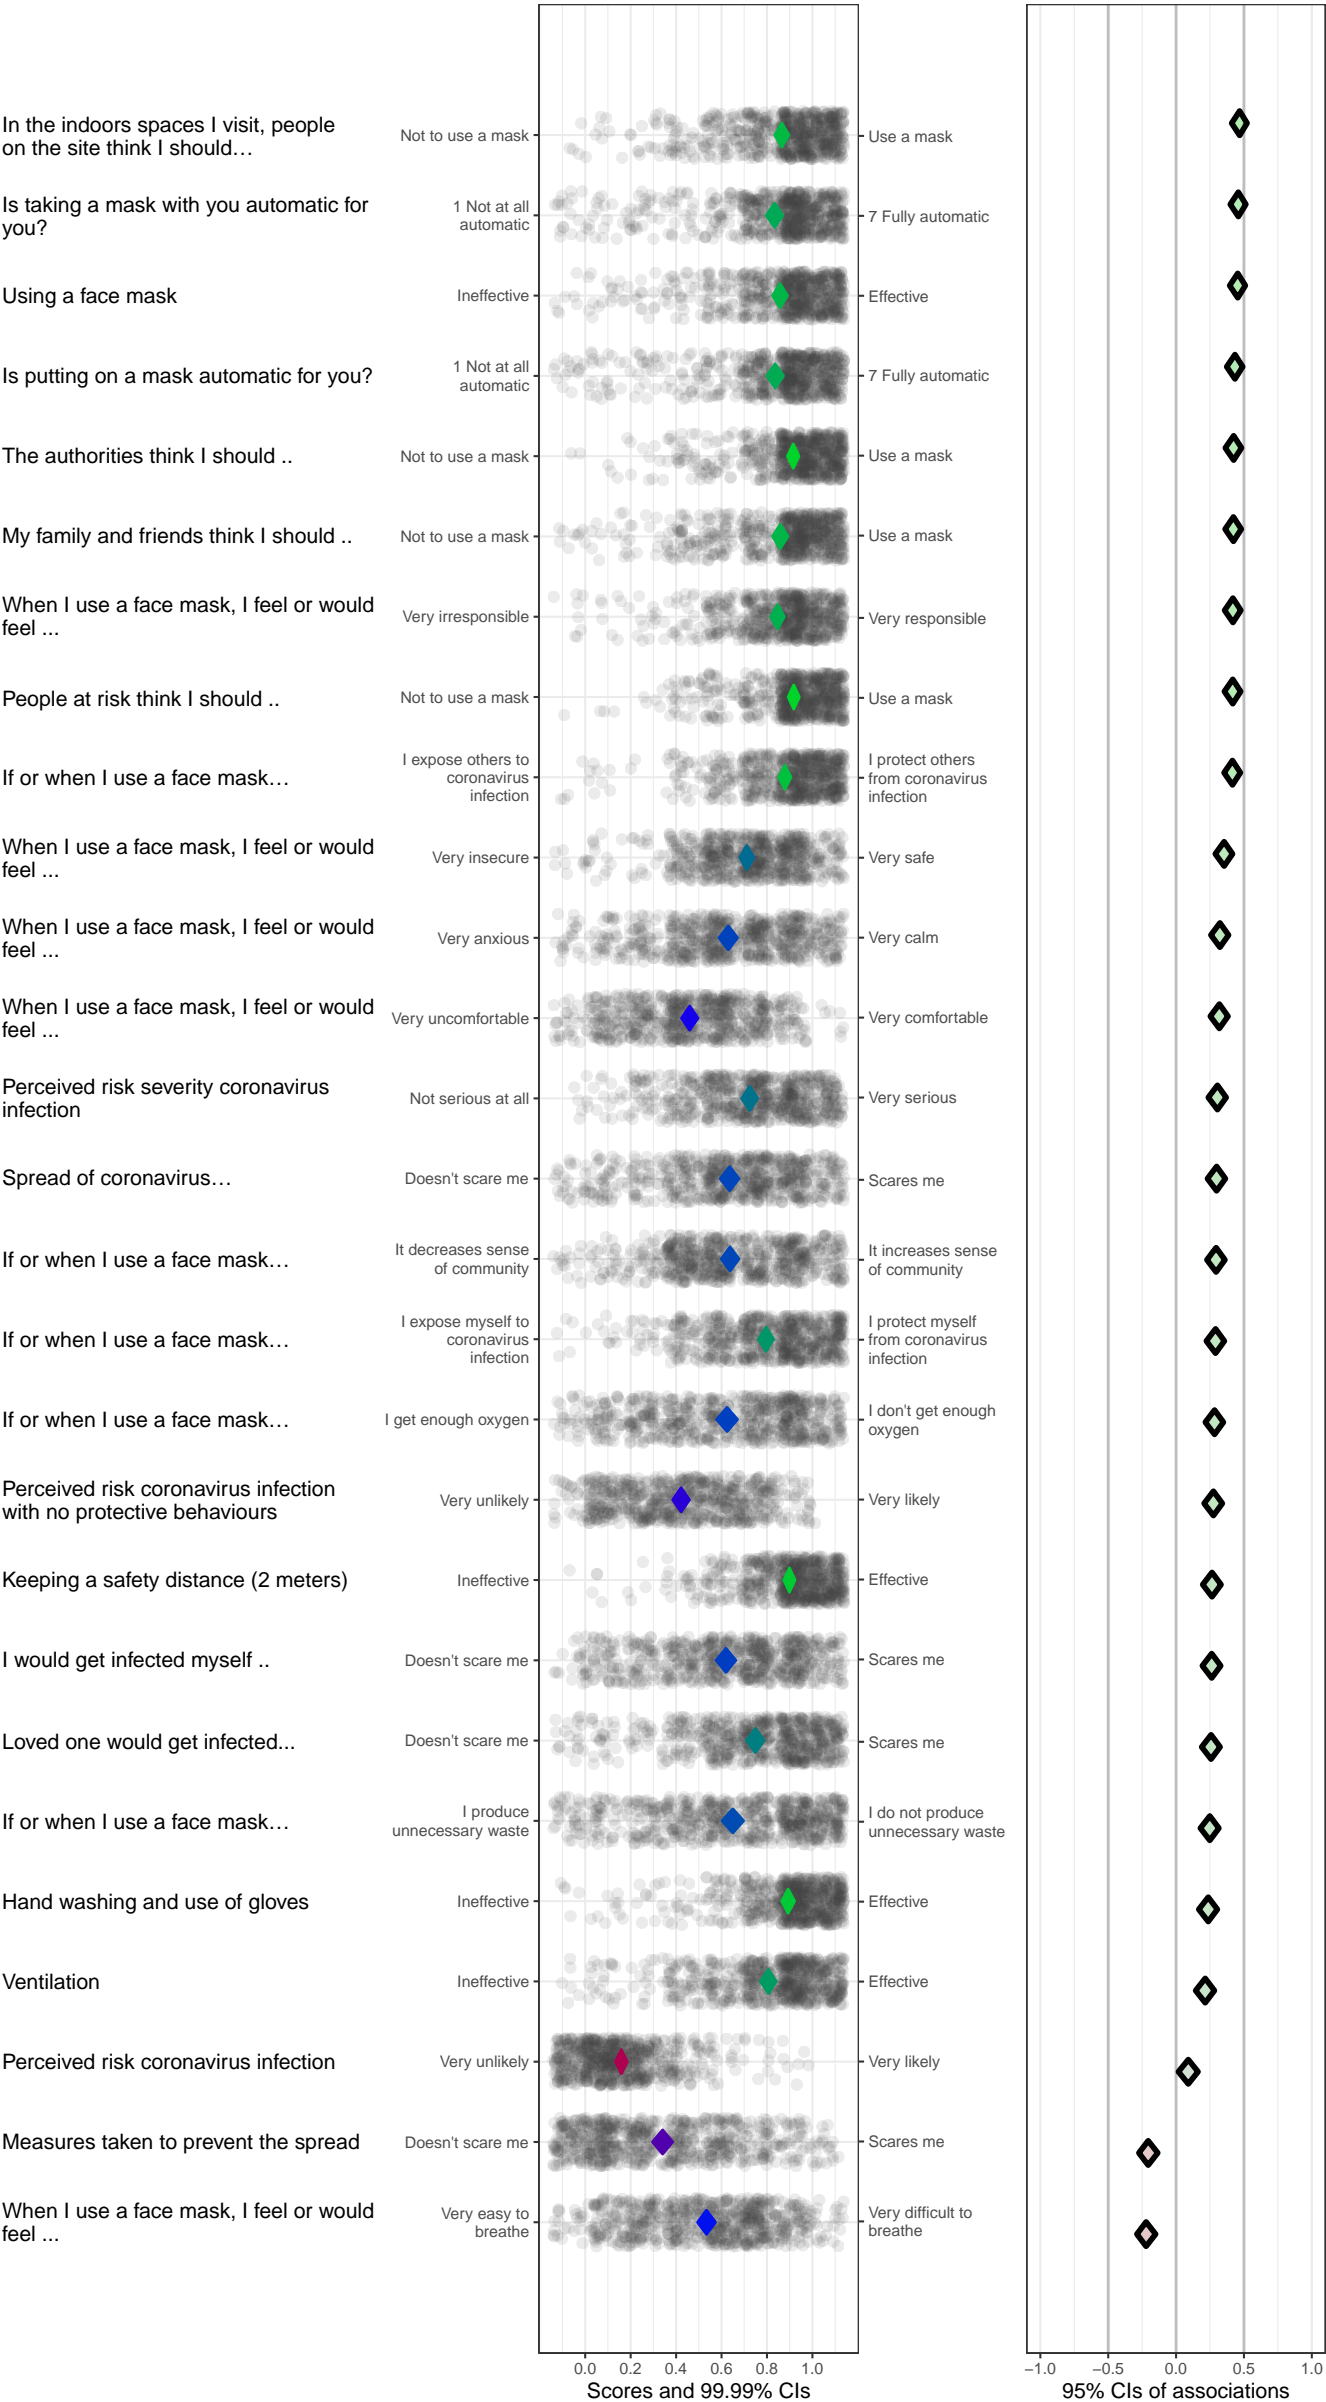 In the indoors spaces I visit, people
on the site think I should…
Not to use a mask
Use a mask
Is taking a mask with you automatic for
you?
1 Not at all
automatic
7 Fully automatic
Using a face mask
Ineffective
Effective
Is putting on a mask automatic for you?
1 Not at all
automatic
7 Fully automatic
The authorities think I should ..
Not to use a mask
Use a mask
My family and friends think I should ..
Not to use a mask
Use a mask
When I use a face mask, I feel or would
feel ...
Very irresponsible
Very responsible
People at risk think I should ..
Not to use a mask
Use a mask
If or when I use a face mask…
I expose others to
coronavirus
infection
I protect others
from coronavirus
infection
When I use a face mask, I feel or would
feel ...
Very insecure
Very safe
When I use a face mask, I feel or would
feel ...
Very anxious
Very calm
When I use a face mask, I feel or would
feel ...
Very uncomfortable
Very comfortable
Perceived risk severity coronavirus
infection
Not serious at all
Very serious
Spread of coronavirus…
Doesn't scare me
Scares me
If or when I use a face mask…
It decreases sense
of community
It increases sense
of community
If or when I use a face mask…
I expose myself to
coronavirus
infection
I protect myself
from coronavirus
infection
If or when I use a face mask…
I get enough oxygen
I don't get enough
oxygen
Perceived risk coronavirus infection
with no protective behaviours
Very unlikely
Very likely
Keeping a safety distance (2 meters)
Ineffective
Effective
I would get infected myself ..
Doesn't scare me
Scares me
Loved one would get infected...
Doesn't scare me
Scares me
If or when I use a face mask…
I produce
unnecessary waste
I do not produce
unnecessary waste
Hand washing and use of gloves
Ineffective
Effective
Ventilation
Ineffective
Effective
Perceived risk coronavirus infection
Very unlikely
Very likely
Measures taken to prevent the spread
Doesn't scare me
Scares me
When I use a face mask, I feel or would
feel ...
Very easy to
breathe
Very difficult to
breathe
0.0 0.2 0.4 0.6 0.8 1.0
Scores and 99.99% CIs
−1.0 −0.5 0.0 0.5 1.0
95% CIs of associations